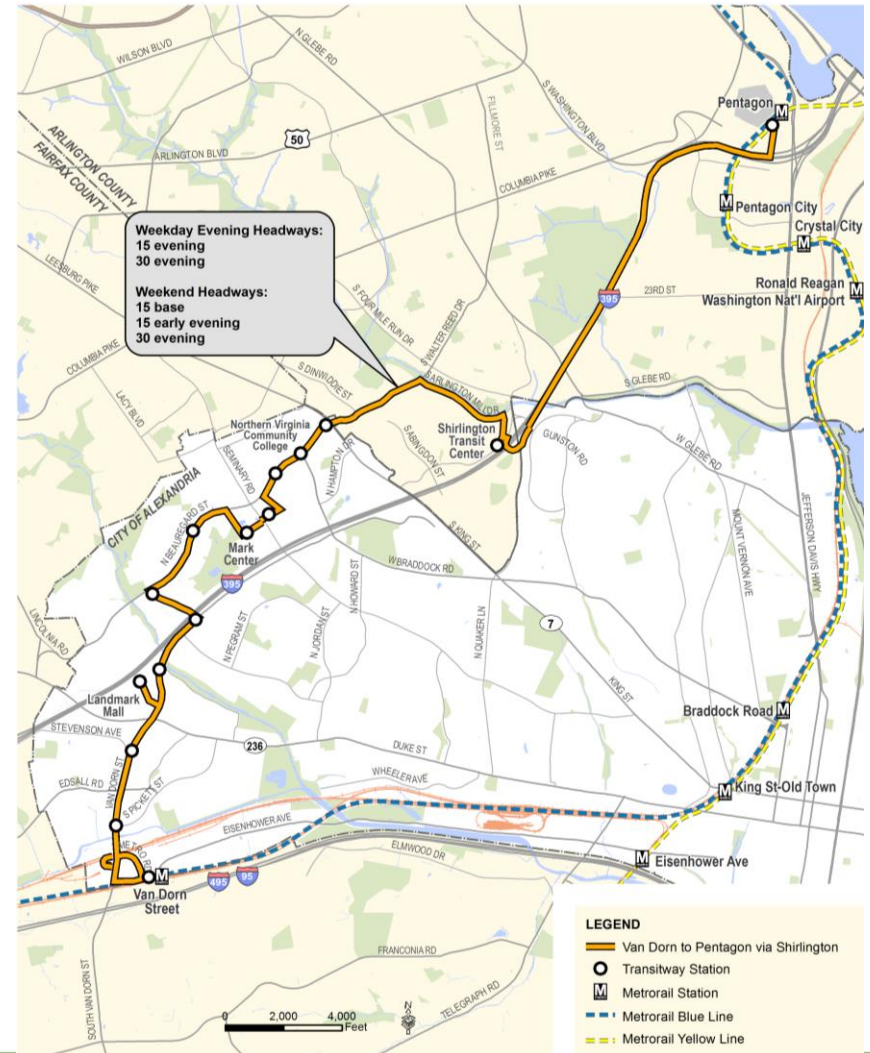 WILSON BLVD
N GLEBE RD
S WASHINGTON BLVD
FILLMORE ST
Pentagon
ARLINGTON COUNTY
FAIRFAX COUNTY
50
ARLINGTON BLVD
COLUMBIA PIKE
Pentagon City
Crystal City
Weekday Evening Headways:
15 evening
30 evening
Weekend Headways:
15 base
15 early evening
30 evening
LEESBURG PIKE
Ronald Reagan
Washington Nat'l Airport
395
23RD ST
S FOUR MILE RUN DR
S WALTER REED DR
COLUMBIA PIKE
S DINWIDDIE ST
S ARLINGTON MILL DR
S GLEBE RD
LACY BLVD
Northern Virginia
Community
College
Shirlington
Transit
Center
SEMINARY RD
N HAMPTON DR
S ABINGDON ST
GUNSTON RD
W GLEBE RD
CITY OF ALEXANDRIA
N BEAUREGARD ST
Mark
Center
S KING ST
JEFFERSON DAVIS HWY
MOUNT VERNON AVE
W BRADDOCK RD
395
N HOWARD ST
LINCOLNIA RD
N PEGRAM ST
N JORDAN ST
N QUAKER LN
7
KING ST
Landmark
Mall
Braddock Road
STEVENSON AVE
236
DUKE ST
VAN DORN ST
EDSALL RD
WHEELER AVE
King St-Old Town
S PICKETT ST
EISENHOWER AVE
METRO RD
ELMWOOD DR
Eisenhower Ave
Van Dorn
Street
495
95
SOUTH VAN DORN ST
FRANCONIA RD
TELEGRAPH RD
0 2,000 4,000
Feet
LEGEND
Van Dorn to Pentagon via Shirlington
Transitway Station
M Metrorail Station
Metrorail Blue Line
Metrorail Yellow Line